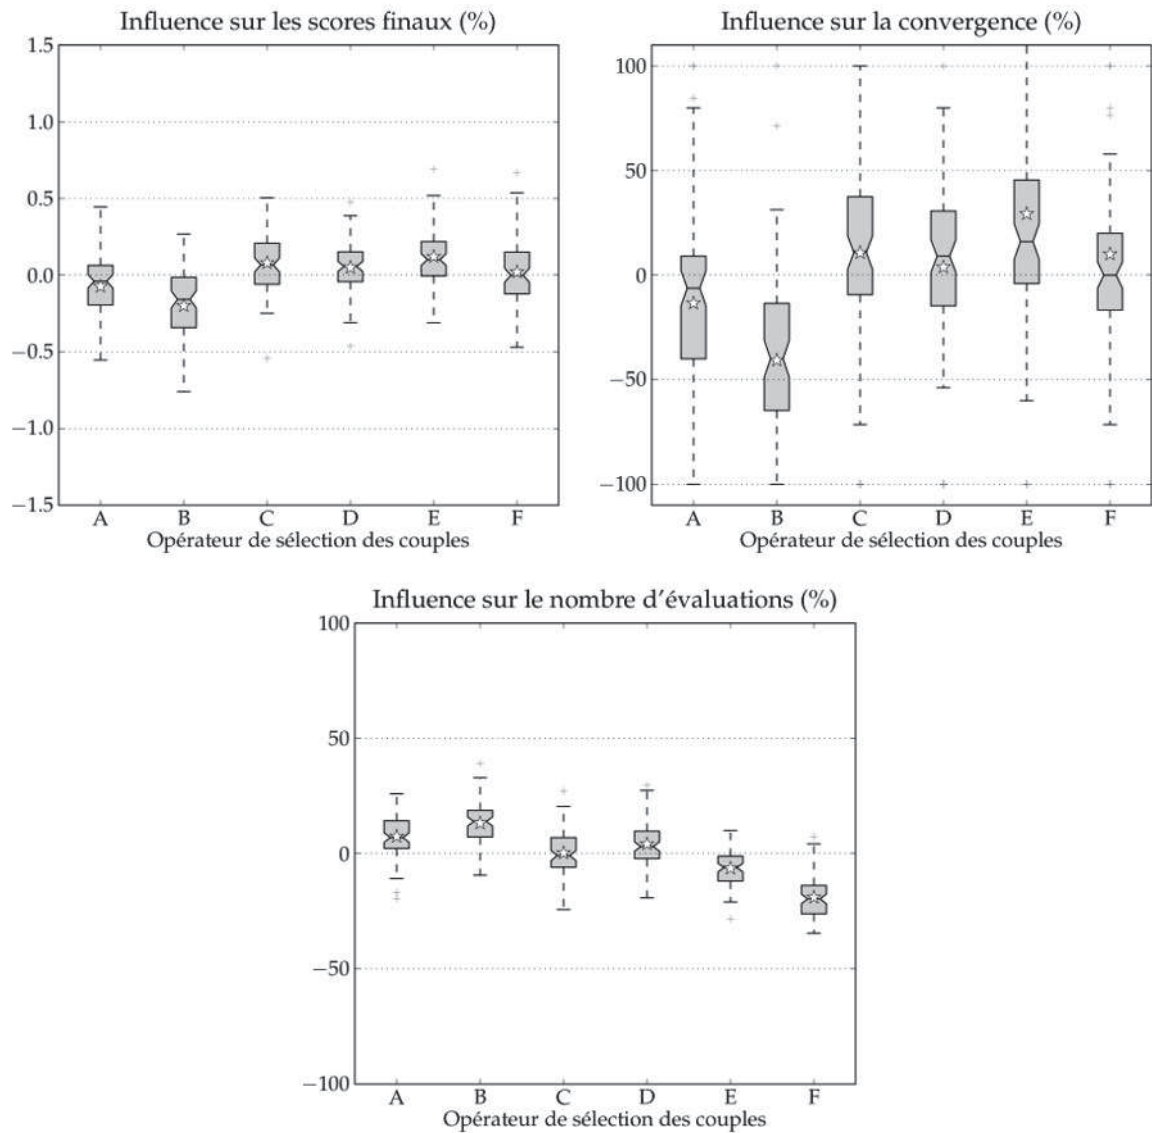 Influence sur les scores finaux (%)
1.5
1.0
0.5
0.0
−0.5
−1.0
−1.5
A B C D E F
Opérateur de sélection des couples
Influence sur la convergence (%)
100
50
0
−50
−100
A B C D E F
Opérateur de sélection des couples
Influence sur le nombre d'évaluations (%)
100
50
0
−50
−100
A B C D E F
Opérateur de sélection des couples